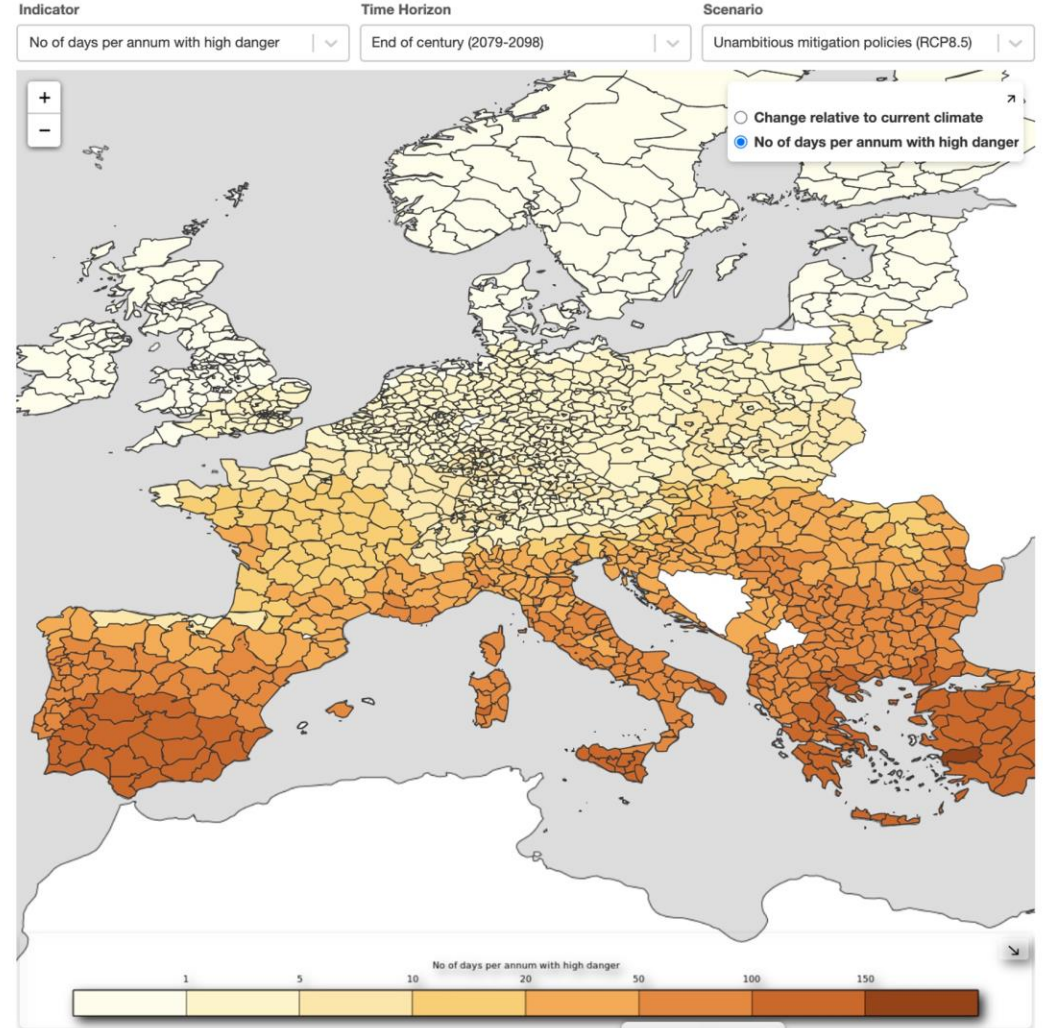 Indicator
Time Horizon
Scenario
No of days per annum with high danger
End of century (2079-2098)
Unambitious mitigation policies (RCP8.5)
+
−
Change relative to current climate
No of days per annum with high danger
No of days per annum with high danger
1 5 10 20 50 100 150